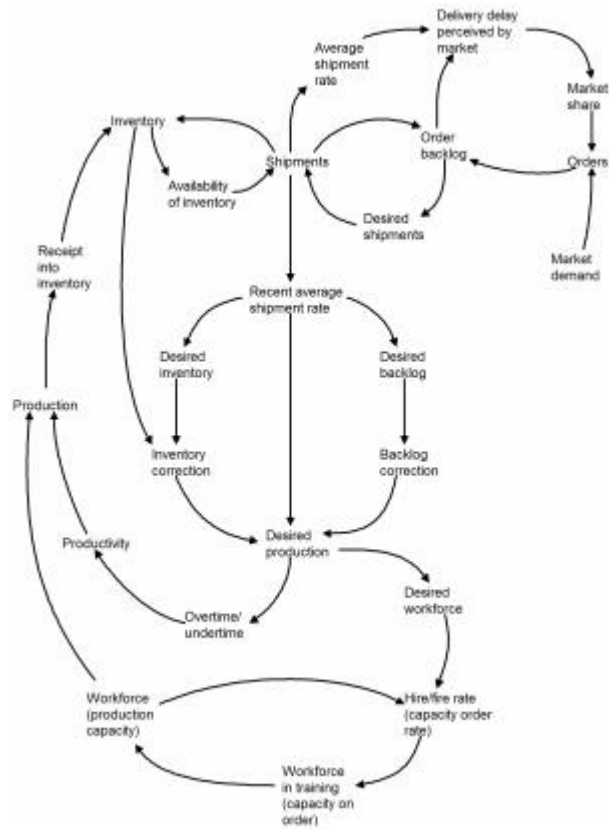 Delivery delay
perceived by
market
Average
shipment
rate
Market
share
Inventory
Order
backlog
Shipments
Orders
Availability
of inventory
Desired
shipments
Receipt
into
inventory
Market
demand
Recent average
shipment rate
Desired
inventory
Desired
backlog
Production
Inventory
correction
Backlog
correction
Productivity
Desired
production
Desired
workforce
Overtime/
undertime
Workforce
(production
capacity)
Hire/fire rate
(capacity order
rate)
Workforce
in training
(capacity on
order)